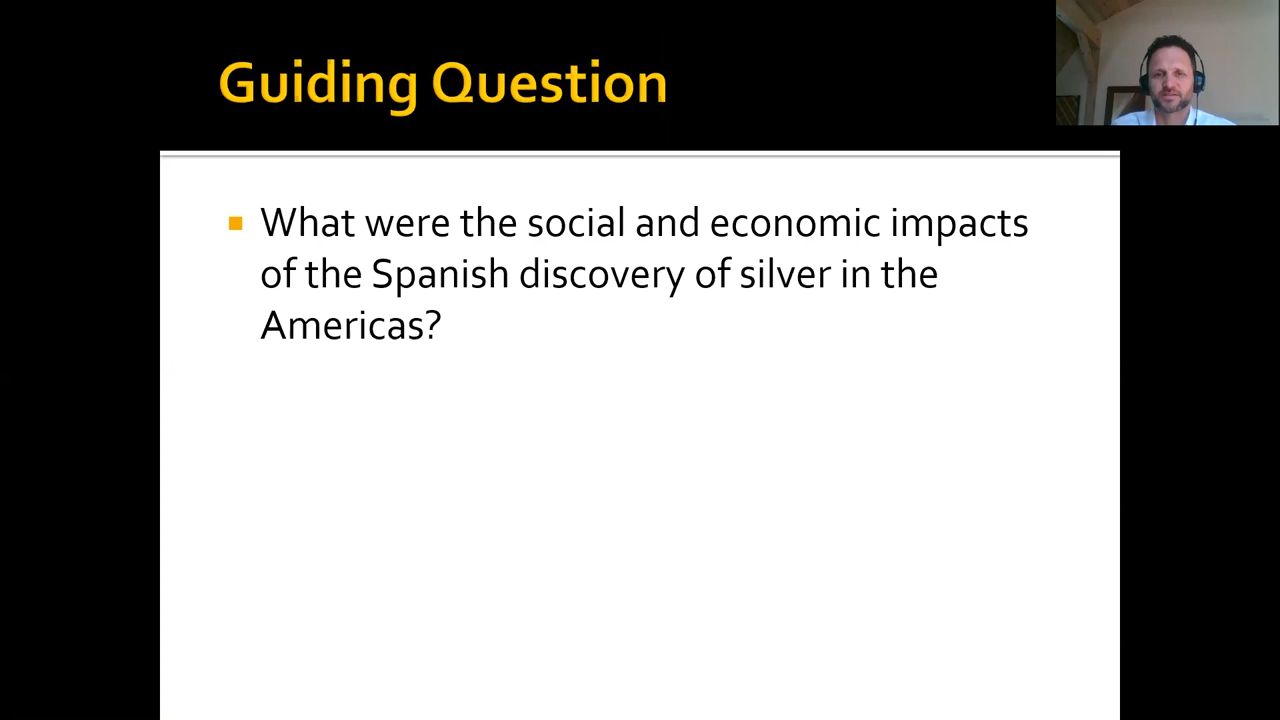 Guiding Question
What were the social and economic impacts
of the Spanish discovery of silver in the
Americas?